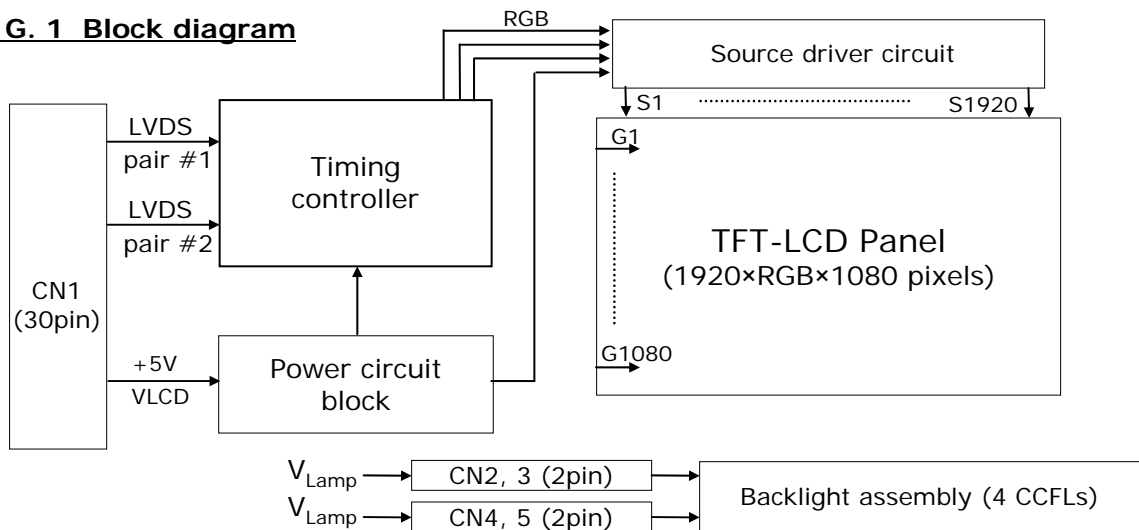 G. 1 Block diagram
RGB
Source driver circuit
S1
S1920
CN1
(30pin)
LVDS
pair #1
LVDS
pair #2
Timing
controller
G1
TFT-LCD Panel
(1920×RGB×1080 pixels)
G1080
+5V
VLCD
Power circuit
block
VLamp
CN2, 3 (2pin)
VLamp
CN4, 5 (2pin)
Backlight assembly (4 CCFLs)